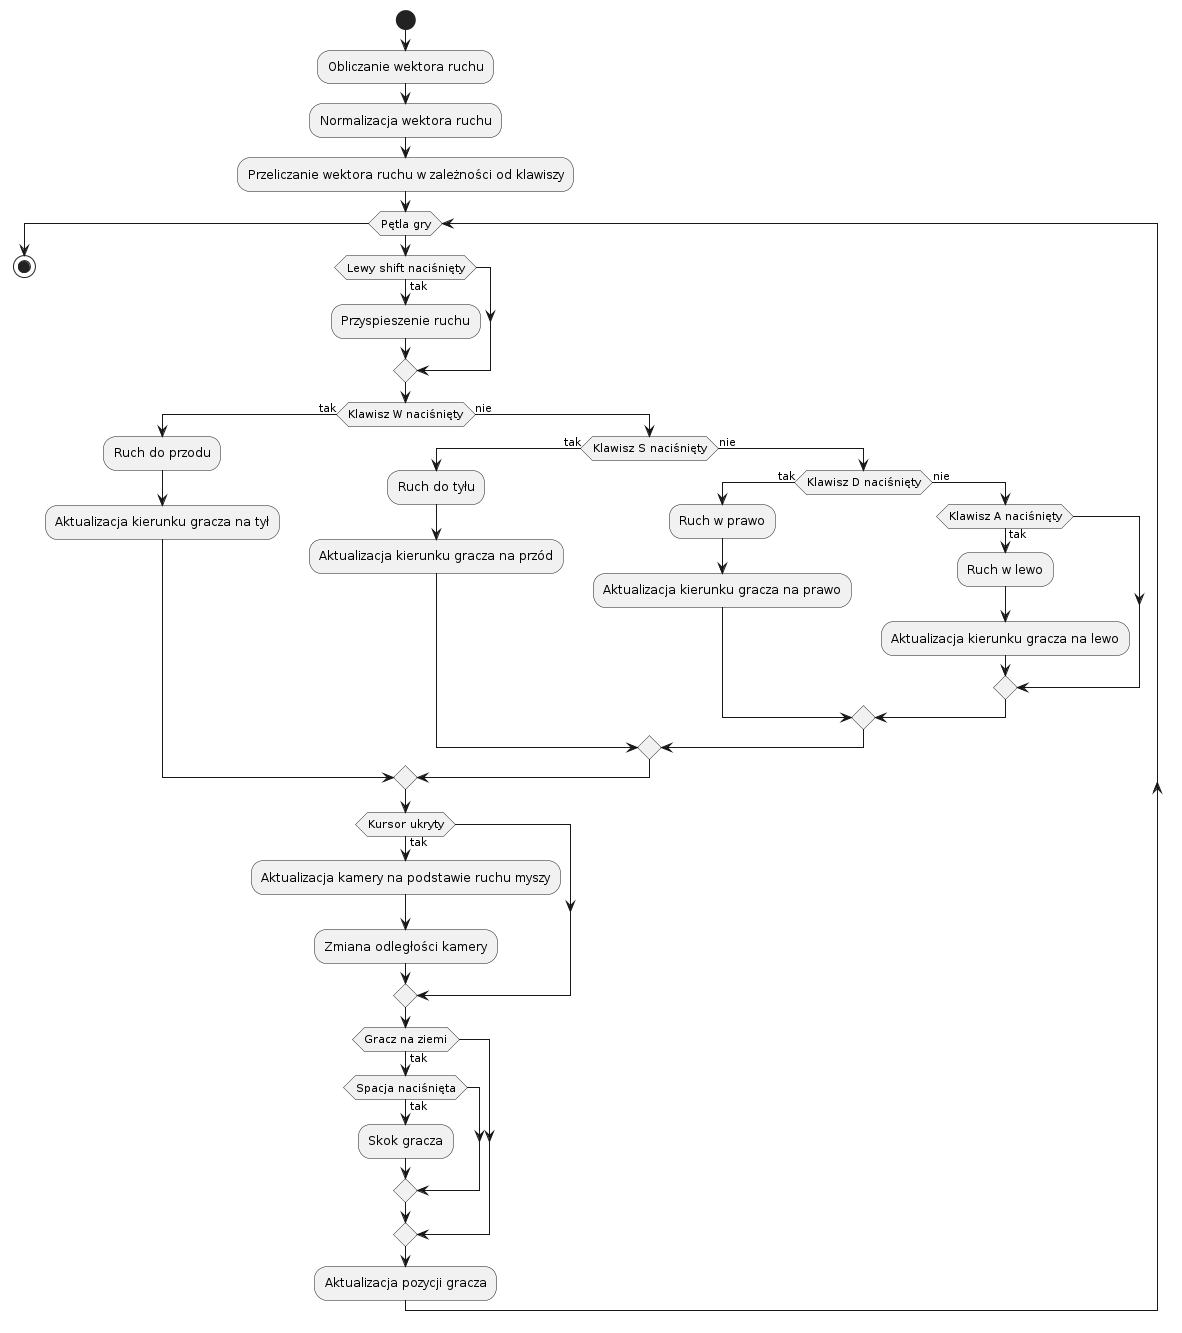 Obliczanie wektora ruchu
Normalizacja wektora ruchu
Przeliczanie wektora ruchu w zależności od klawiszy
Pętla gry
Lewy shift naciśnięty
tak
Przyspieszenie ruchu
tak
Klawisz W naciśnięty
nie
Ruch do przodu
Aktualizacja kierunku gracza na tył
tak
Klawisz S naciśnięty
nie
Ruch do tyłu
Aktualizacja kierunku gracza na przód
tak
Klawisz D naciśnięty
nie
Ruch w prawo
Aktualizacja kierunku gracza na prawo
Klawisz A naciśnięty
tak
Ruch w lewo
Aktualizacja kierunku gracza na lewo
Kursor ukryty
tak
Aktualizacja kamery na podstawie ruchu myszy
Zmiana odległości kamery
Gracz na ziemi
tak
Spacja naciśnięta
tak
Skok gracza
Aktualizacja pozycji gracza